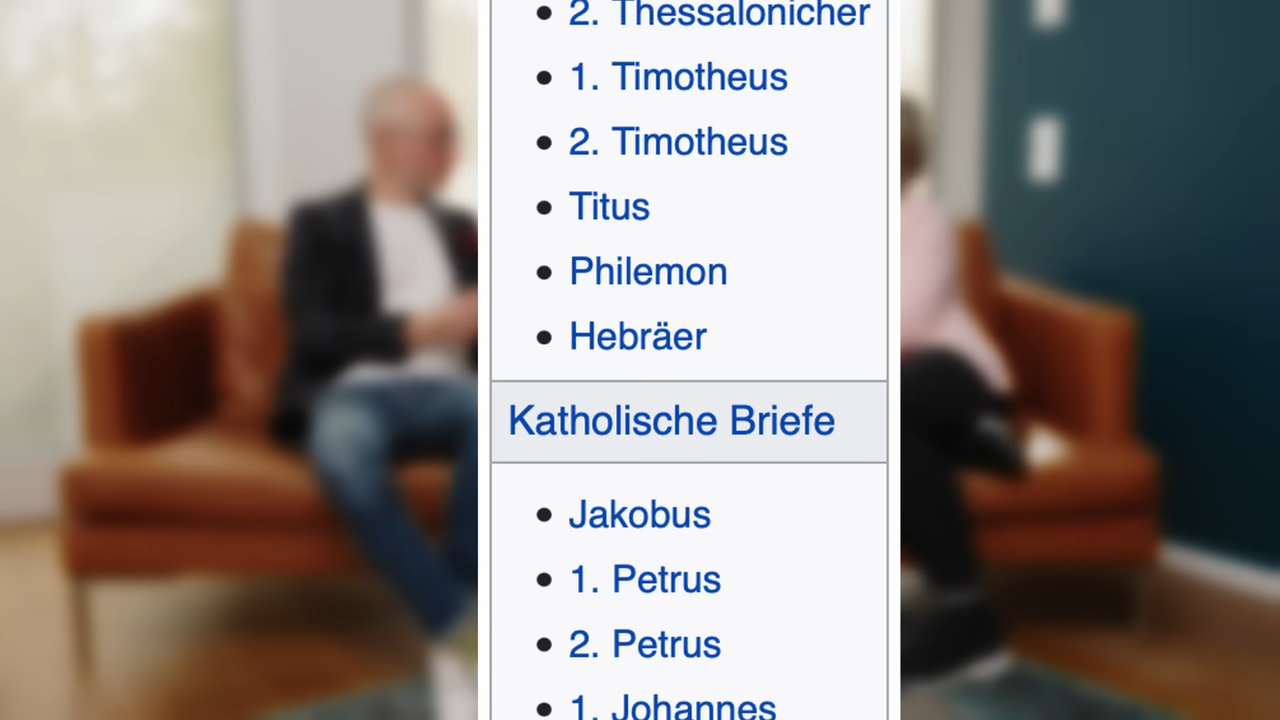 2. Thessalonicher
1. Timotheus
2. Timotheus
Titus
Philemon
Hebräer
Katholische Briefe
Jakobus
1. Petrus
2. Petrus
1. Johannes